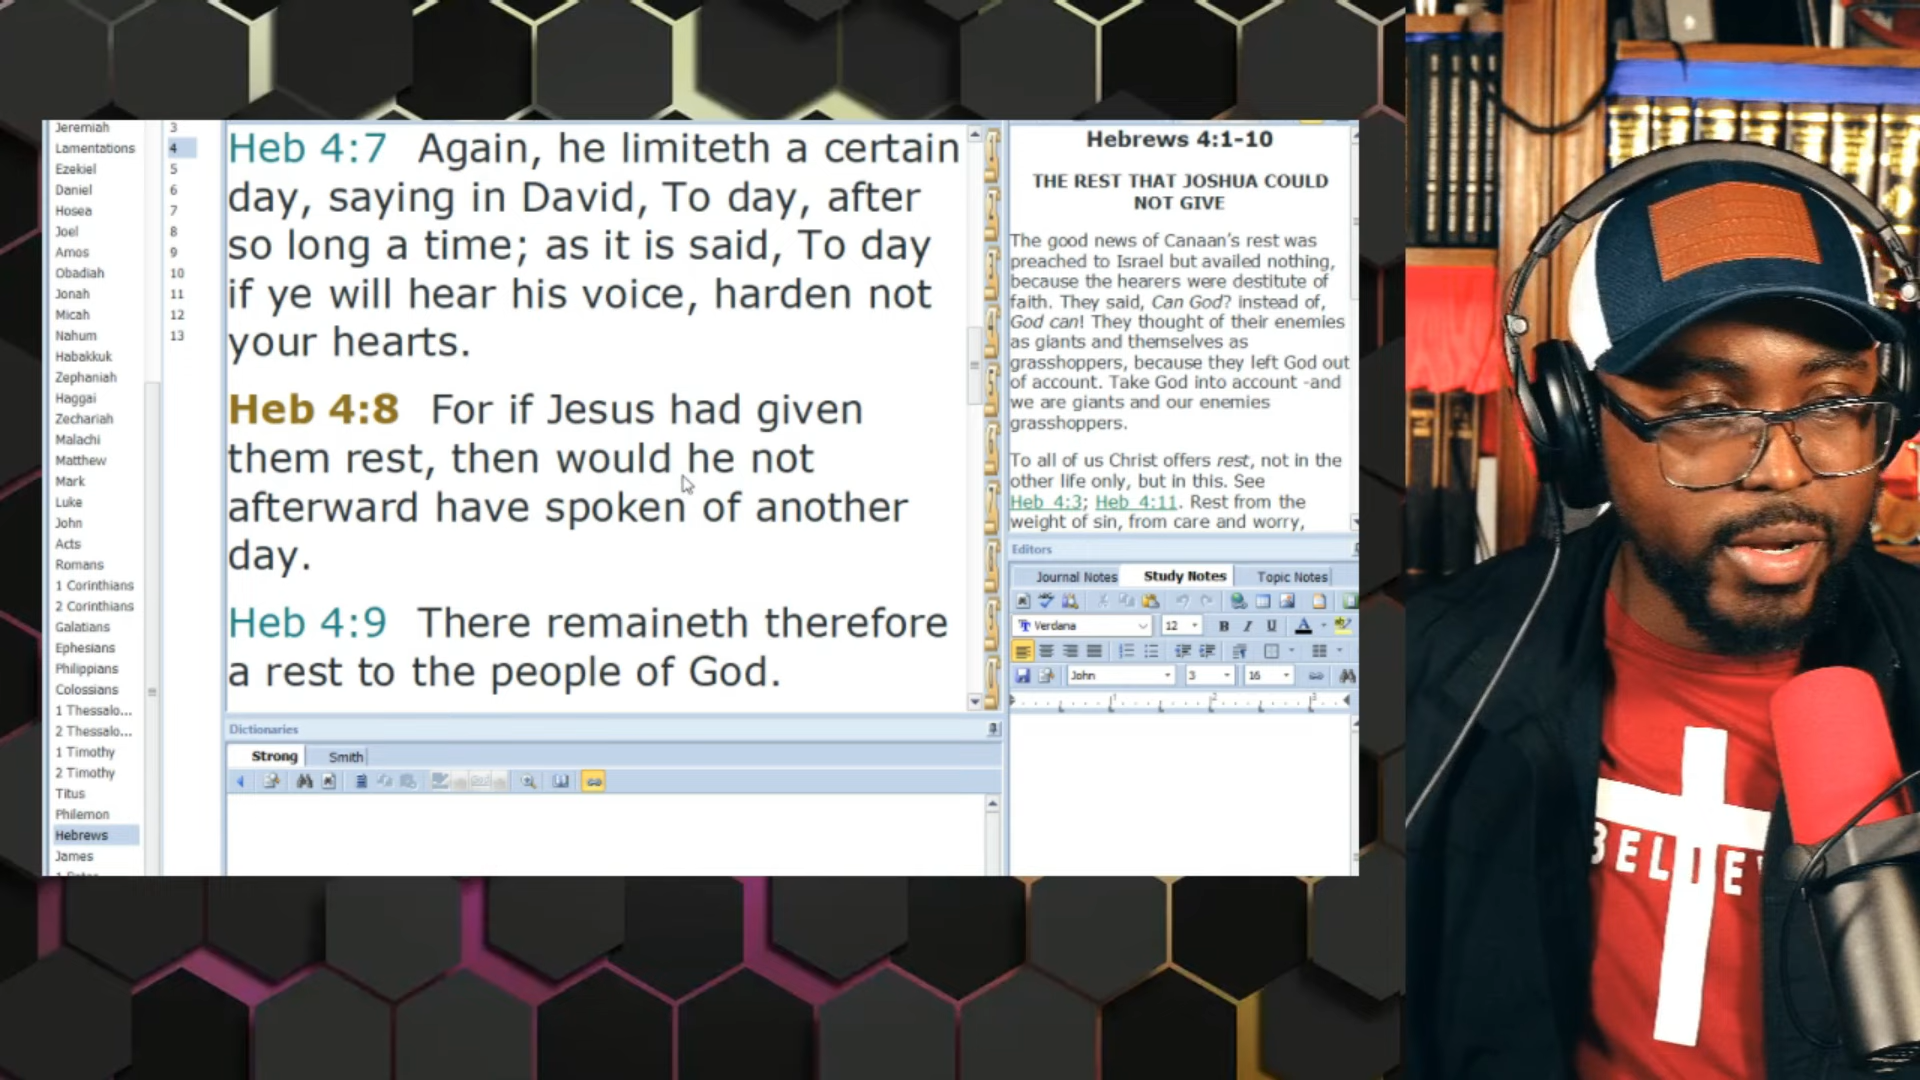 Jeremiah
Lamentations
Ezekiel
Daniel
Hosea
Joel
Amos
Obadiah
Jonah
Micah
Nahum
Habakkuk
Zephaniah
Haggai
Zechariah
Malachi
Matthew
Mark
Luke
John
Acts
Romans
1 Corinthians
2 Corinthians
Galatians
Ephesians
Philippians
Colossians
1 Thessalo...
2 Thessalo...
1 Timothy
2 Timothy
Titus
Philemon
Hebrews
James
3
4
5
6
7
8
9
10
11
12
13
Heb 4:7 Again, he limiteth a certain
day, saying in David, To day, after
so long a time; as it is said, To day
if ye will hear his voice, harden not
your hearts.
Heb 4:8 For if Jesus had given
them rest, then would he not
afterward have spoken of another
day.
Heb 4:9 There remaineth therefore
a rest to the people of God.
Dictionaries
Strong Smith
Hebrews 4:1-10
THE REST THAT JOSHUA COULD
NOT GIVE
The good news of Canaan's rest was
preached to Israel but availed nothing,
because the hearers were destitute of
faith. They said, Can God? instead of,
God can! They thought of their enemies
as giants and themselves as
grasshoppers, because they left God out
of account. Take God into account -and
we are giants and our enemies
grasshoppers.
To all of us Christ offers rest, not in the
other life only, but in this. See
Heb 4:3; Heb 4:11. Rest from the
weight of sin, from care and worry,
Editors
Journal Notes Study Notes Topic Notes
Verdana 12 B I U A
John 3 16
1 2 3
BELIEV